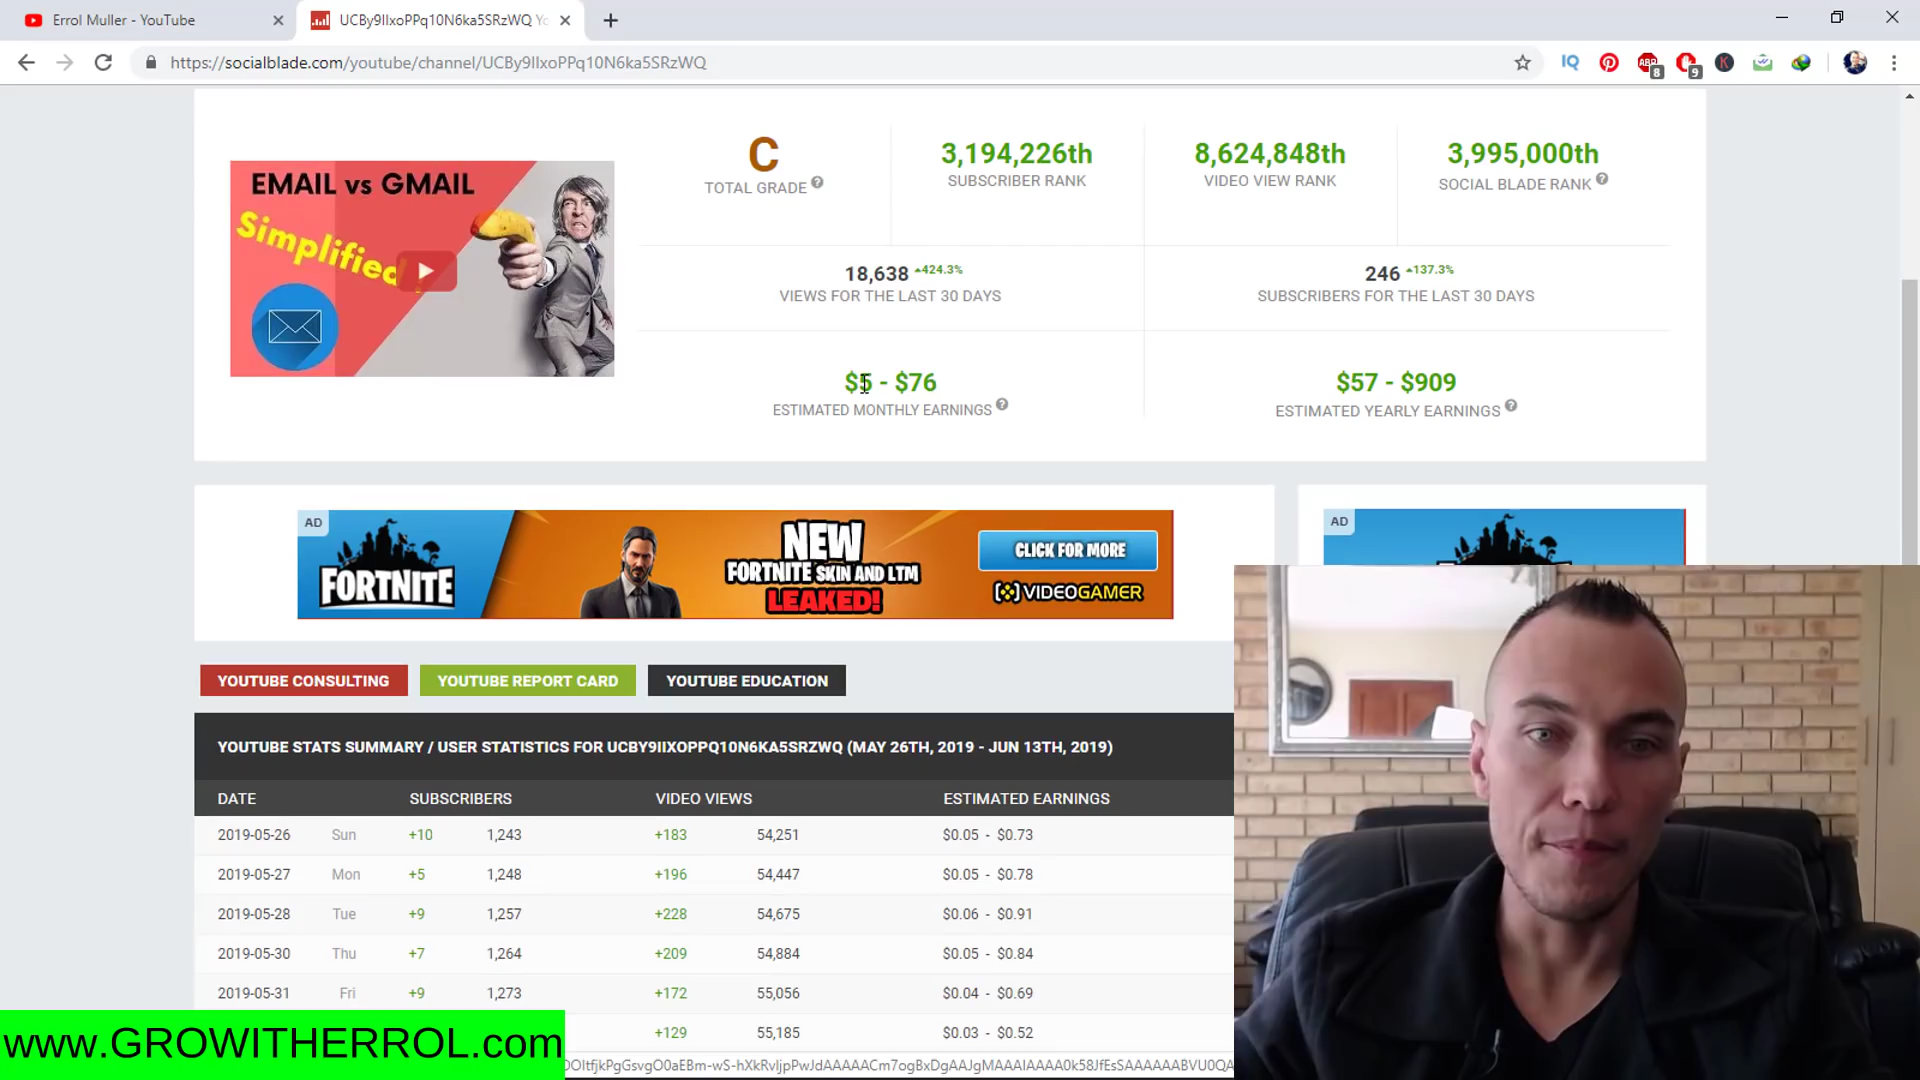 Errol Muller - YouTube
UCBy9IIxoPPq10N6ka5SRzWQ Yo
https://socialblade.com/youtube/channel/UCBy9IIxoPPq10N6ka5SRzWQ
IQ
ABP
8
9
K
EMAIL vs GMAIL
Simplified
C
TOTAL GRADE
3,194,226th
SUBSCRIBER RANK
8,624,848th
VIDEO VIEW RANK
3,995,000th
SOCIAL BLADE RANK
18,638 424.3%
VIEWS FOR THE LAST 30 DAYS
246 137.3%
SUBSCRIBERS FOR THE LAST 30 DAYS
$5 - $76
ESTIMATED MONTHLY EARNINGS
$57 - $909
ESTIMATED YEARLY EARNINGS
AD
FORTNITE
NEW
FORTNITE SKIN AND LTM
LEAKED!
CLICK FOR MORE
VIDEOGAMER
AD
YOUTUBE CONSULTING
YOUTUBE REPORT CARD
YOUTUBE EDUCATION
YOUTUBE STATS SUMMARY / USER STATISTICS FOR UCBY9IIXOPPQ10N6KA5SRZWQ (MAY 26TH, 2019 - JUN 13TH, 2019)
DATE SUBSCRIBERS VIDEO VIEWS ESTIMATED EARNINGS
2019-05-26 Sun +10 1,243 +183 54,251 $0.05 - $0.73
2019-05-27 Mon +5 1,248 +196 54,447 $0.05 - $0.78
2019-05-28 Tue +9 1,257 +228 54,675 $0.06 - $0.91
2019-05-30 Thu +7 1,264 +209 54,884 $0.05 - $0.84
2019-05-31 Fri +9 1,273 +172 55,056 $0.04 - $0.69
+129 55,185 $0.03 - $0.52
www.GROWITHERROL.com